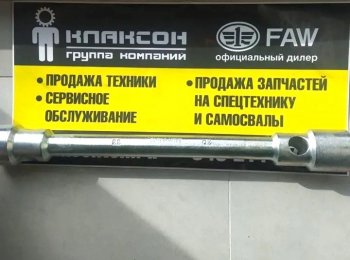 КЛАКСОН
ГРУППА КОМПАНИЙ
FAW
официальный дилер
• ПРОДАЖА ТЕХНИКИ
• СЕРВИСНОЕ
ОБСЛУЖИВАНИЕ
• ПРОДАЖА ЗАПЧАСТЕЙ
НА СПЕЦТЕХНИКУ
И САМОСВАЛЫ